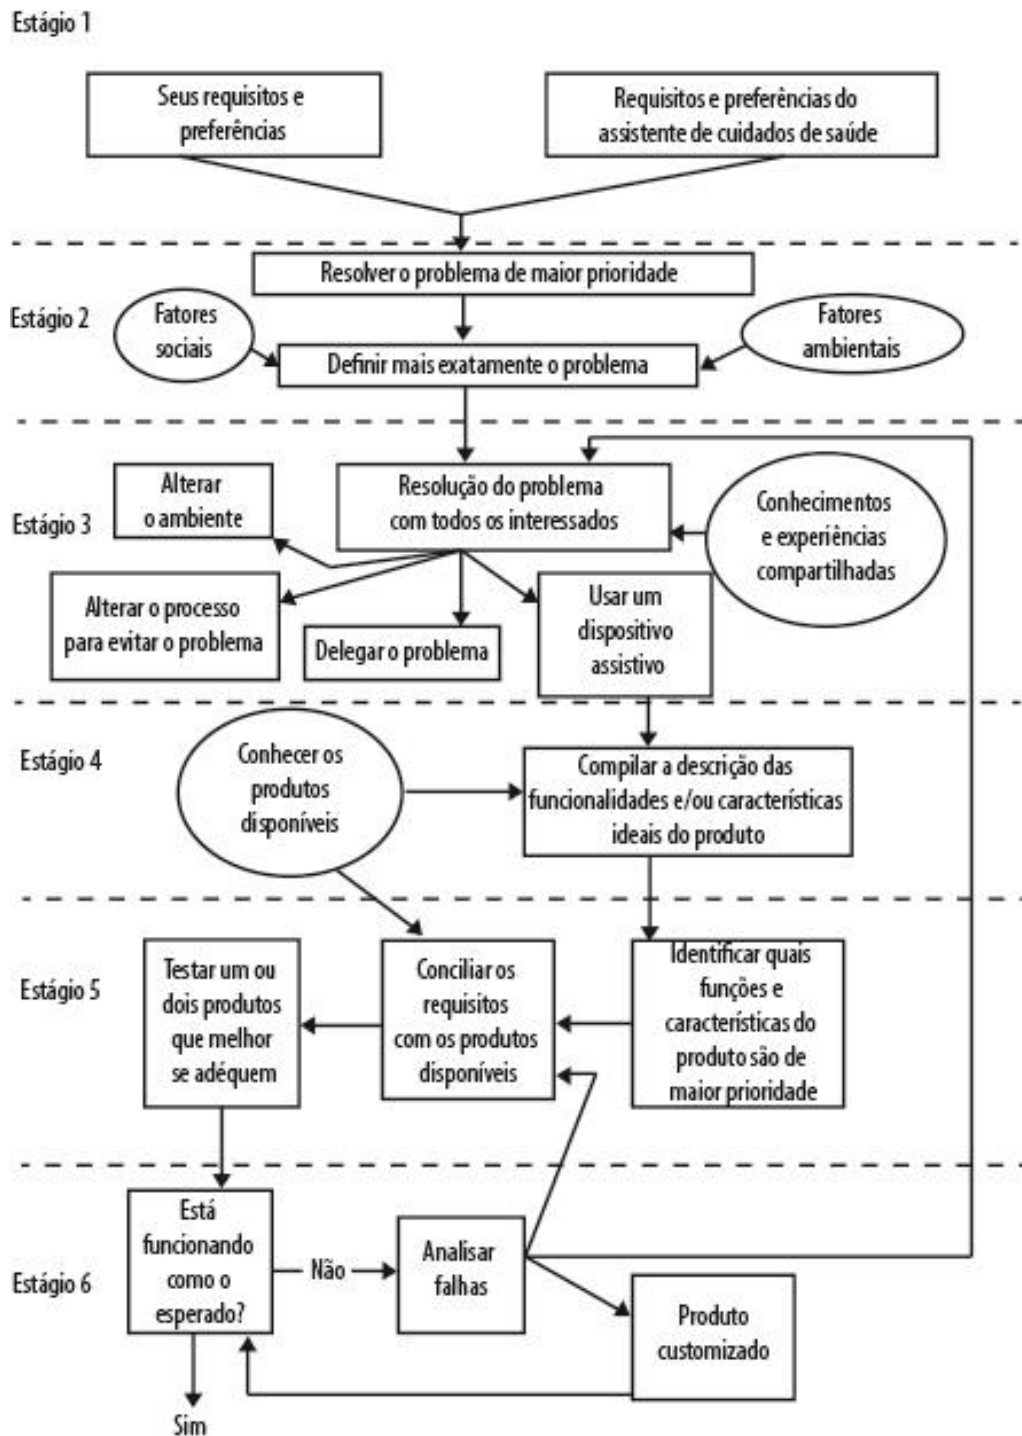 Estágio 1
Seus requisitos e
preferências
Requisitos e preferências do
assistente de cuidados de saúde
Resolver o problema de maior prioridade
Estágio 2
Fatores
sociais
Fatores
ambientais
Definir mais exatamente o problema
Estágio 3
Alterar
o ambiente
Resolução do problema
com todos os interessados
Conhecimentos
e experiências
compartilhadas
Alterar o processo
para evitar o problema
Delegar o problema
Usar um
dispositivo
assistivo
Estágio 4
Conhecer os
produtos
disponíveis
Compilar a descrição das
funcionalidades e/ou características
ideais do produto
Estágio 5
Testar um ou
dois produtos
que melhor
se adéquem
Conciliar os
requisitos
com os produtos
disponíveis
Identificar quais
funções e
características do
produto são de
maior prioridade
Estágio 6
Está
funcionando
como o
esperado?
Não
Analisar
falhas
Produto
customizado
Sim